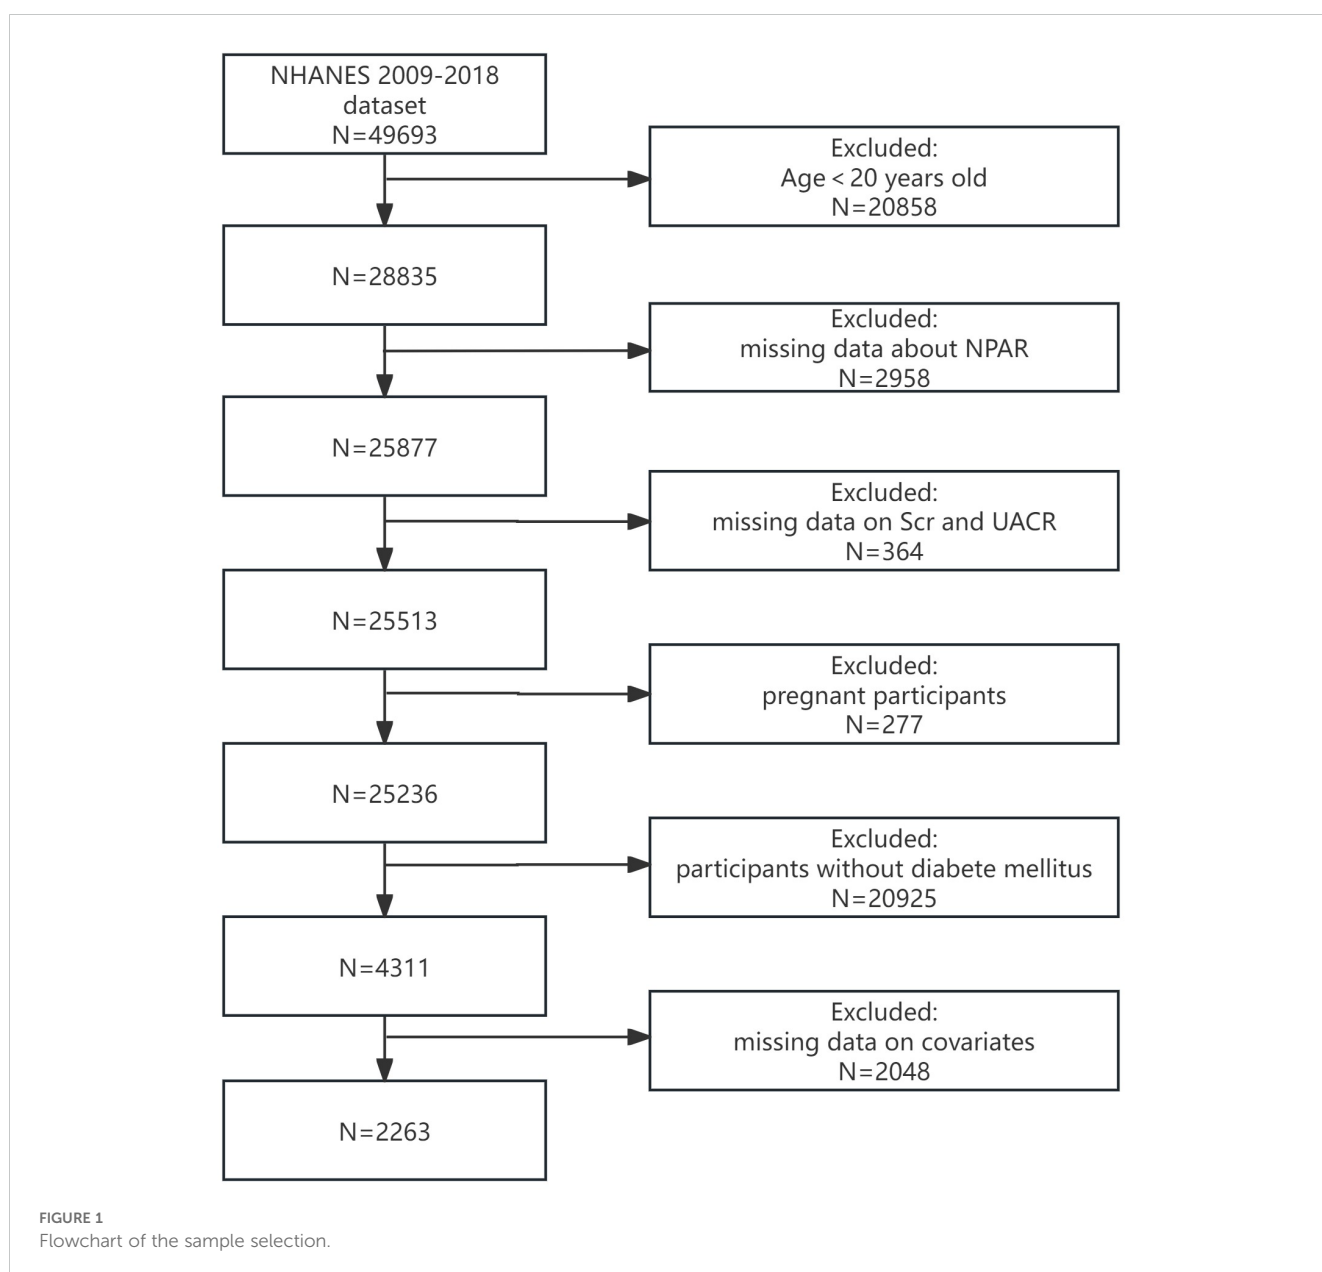 NHANES 2009-2018
dataset
N=49693
Excluded:
Age < 20 years old
N=20858
N=28835
Excluded:
missing data about NPAR
N=2958
N=25877
Excluded:
missing data on Scr and UACR
N=364
N=25513
Excluded:
pregnant participants
N=277
N=25236
Excluded:
participants without diabete mellitus
N=20925
N=4311
Excluded:
missing data on covariates
N=2048
N=2263
FIGURE 1
Flowchart of the sample selection.